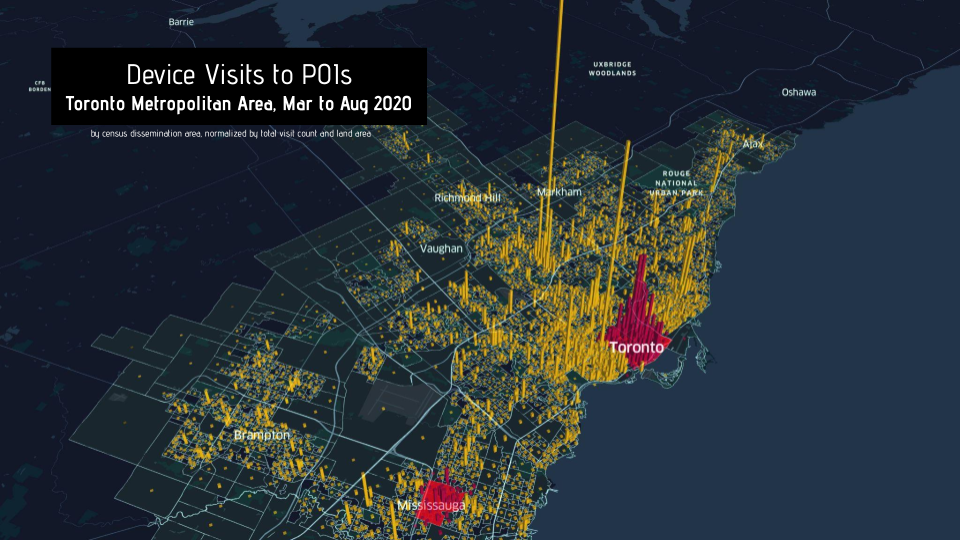 Barrie
Device Visits to POIs
Toronto Metropolitan Area, Mar to Aug 2020
by census dissemination area, normalized by total visit count and land area
CFB
BORDEN
UXBRIDGE
WOODLANDS
Oshawa
Ajax
ROUGE
NATIONAL
URBAN PARK
Richmond Hill
Markham
Vaughan
Toronto
Brampton
Mississauga